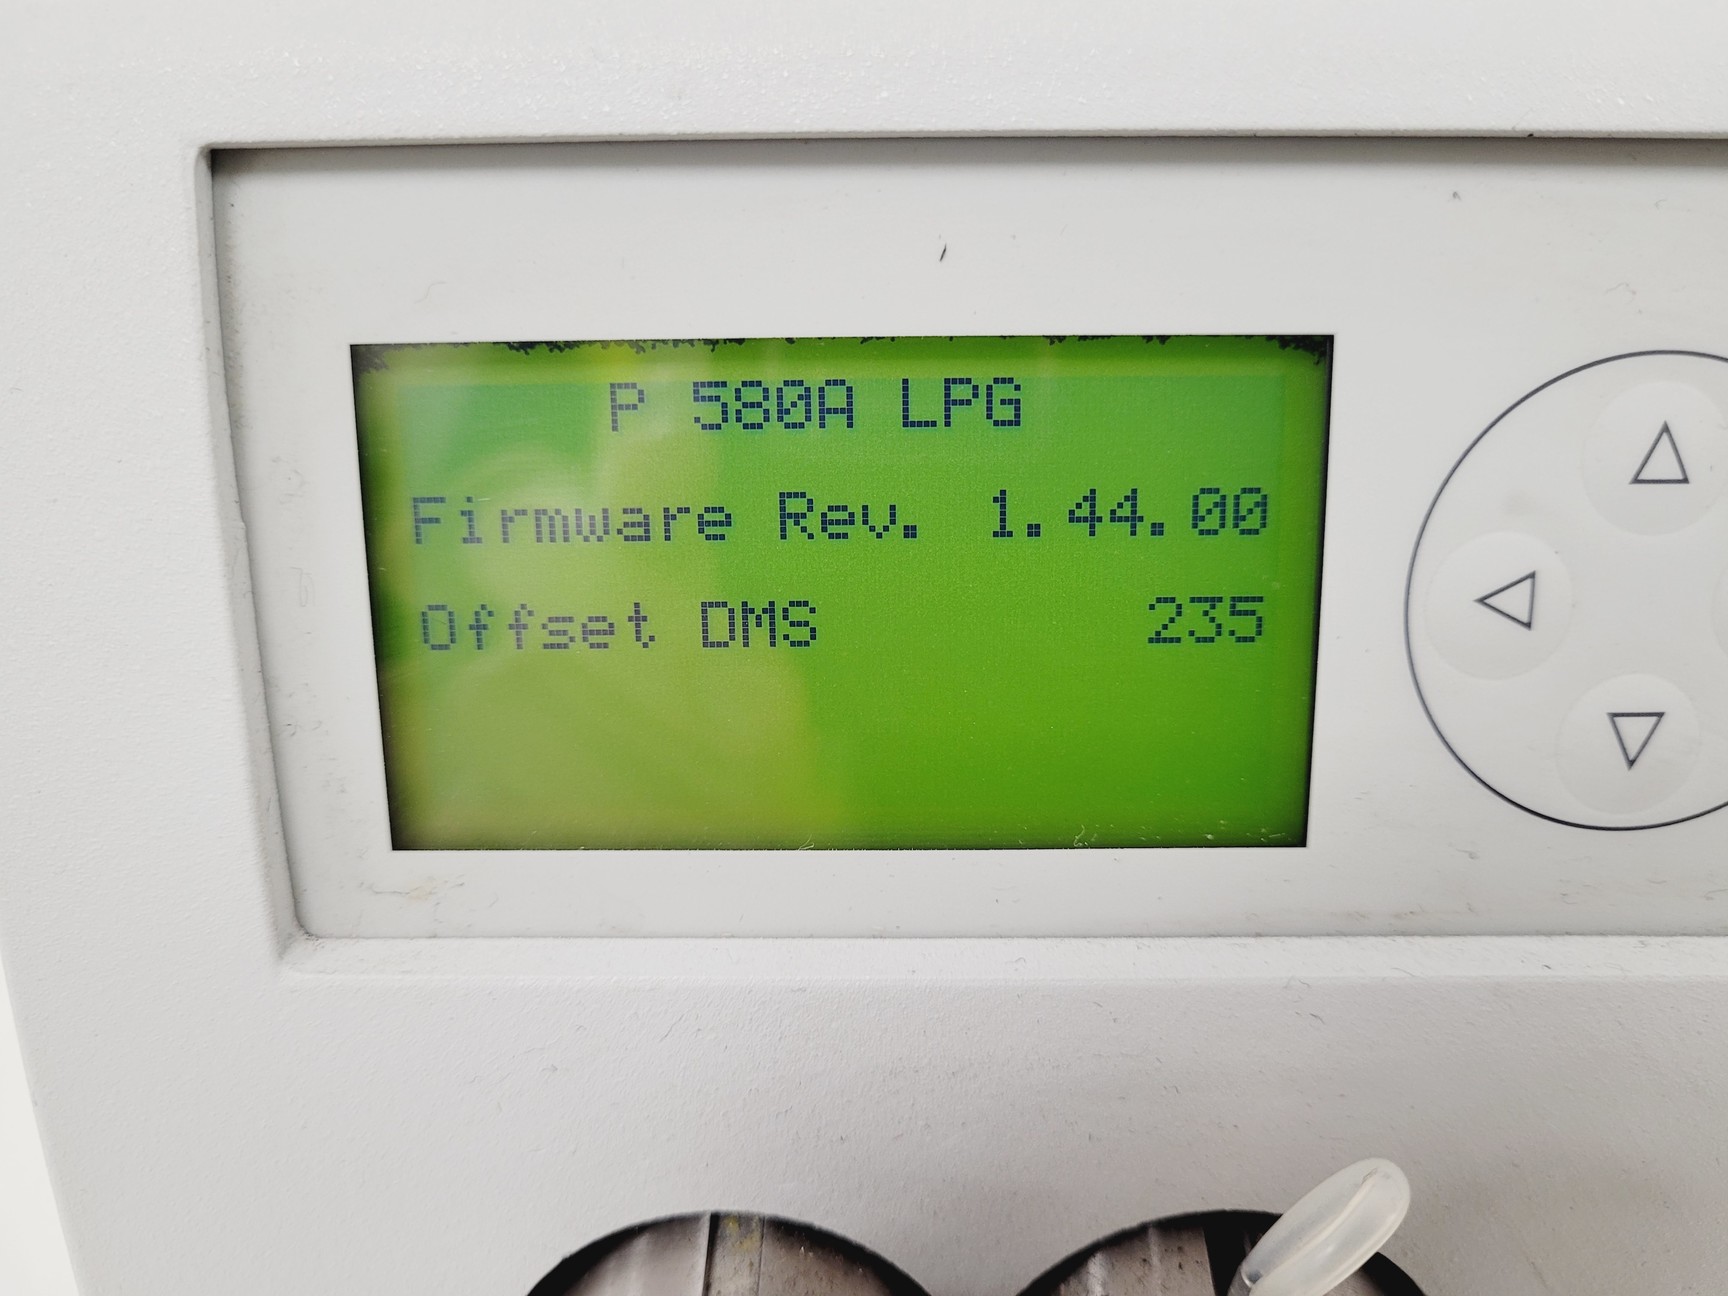 P 580A LPG
Firmware Rev. 1.44.00
Offset DMS 235